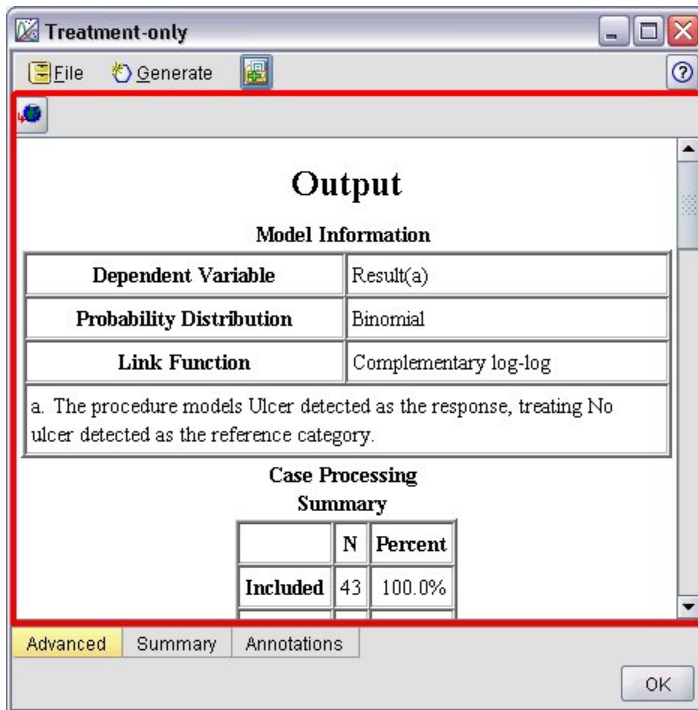 Treatment-only
File Generate
Output
Model Information
Dependent Variable Result(a)
Probability Distribution Binomial
Link Function Complementary log-log
a. The procedure models Ulcer detected as the response, treating No
ulcer detected as the reference category.
Case Processing
Summary
N Percent
Included 43 100.0%
Advanced Summary Annotations
OK